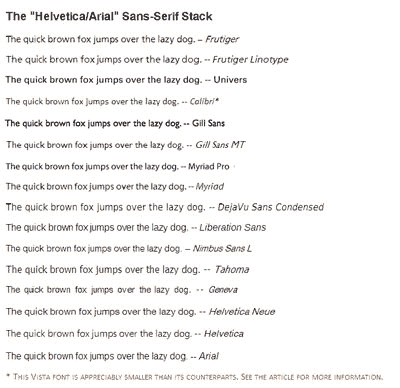 The "Helvetica/Arial" Sans-Serif Stack
The quick brown fox jumps over the lazy dog. – Frutiger
The quick brown fox jumps over the lazy dog. -- Frutiger Linotype
The quick brown fox jumps over the lazy dog. -- Univers
The quick brown fox jumps over the lazy dog. -- Calibri*
The quick brown fox jumps over the lazy dog. -- Gill Sans
The quick brown fox jumps over the lazy dog. -- Gill Sans MT
The quick brown fox jumps over the lazy dog. -- Myriad Pro
The quick brown fox jumps over the lazy dog. -- Myriad
The quick brown fox jumps over the lazy dog. -- DejaVu Sans Condensed
The quick brown fox jumps over the lazy dog. -- Liberation Sans
The quick brown fox jumps over the lazy dog. – Nimbus Sans L
The quick brown fox jumps over the lazy dog. -- Tahoma
The quick brown fox jumps over the lazy dog. -- Geneva
The quick brown fox jumps over the lazy dog. -- Helvetica Neue
The quick brown fox jumps over the lazy dog. -- Helvetica
The quick brown fox jumps over the lazy dog. -- Arial
* This Vista font is appreciably smaller than its counterparts. See the article for more information.